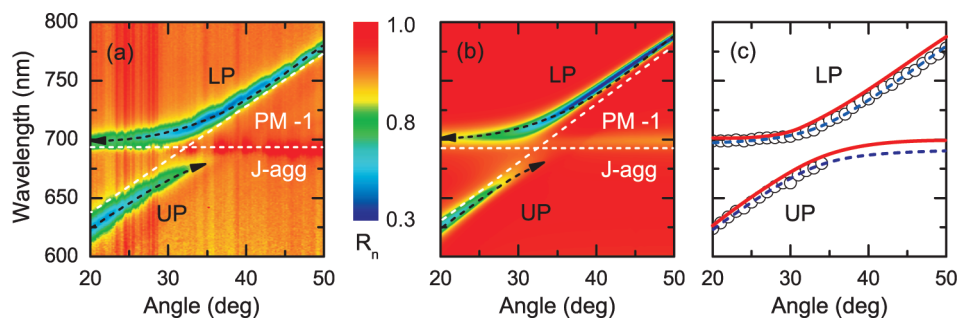 Wavelength (nm)
800
750
700
650
600
(a)
LP
PM -1
J-agg
UP
20 30 40 50
Angle (deg)
1.0
0.8
0.3
Rn
(b)
LP
PM -1
J-agg
UP
20 30 40 50
Angle (deg)
(c)
LP
UP
20 30 40 50
Angle (deg)